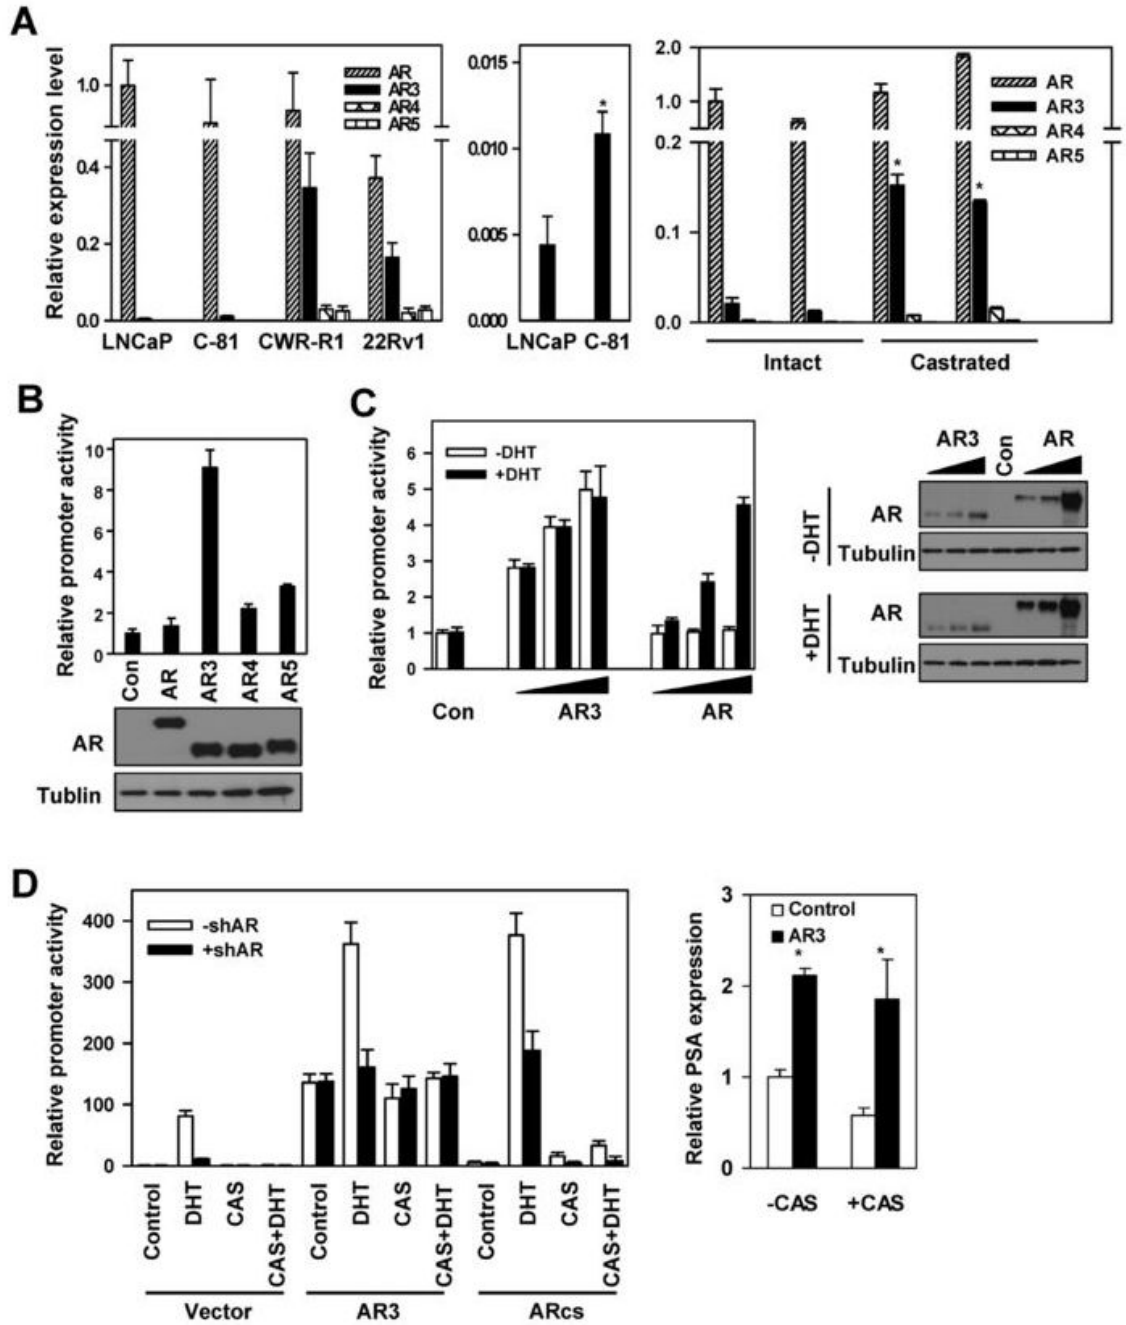 A
Relative expression level
1.0
0.4
0.2
0.0
AR
AR3
AR4
AR5
LNCaP C-81 CWR-R1 22Rv1
0.015
0.010
0.005
0.000
*
LNCaP C-81
2.0
1.0
0.2
0.1
0.0
* *
AR
AR3
AR4
AR5
Intact Castrated
B
Relative promoter activity
10
8
6
4
2
0
Con AR AR3 AR4 AR5
AR
Tublin
C
Relative promoter activity
6
5
4
3
2
1
0
-DHT
+DHT
Con AR3 AR
AR3 Con AR
-DHT
AR
Tubulin
+DHT
AR
Tubulin
D
Relative promoter activity
400
300
200
100
0
-shAR
+shAR
Control DHT CAS CAS+DHT Control DHT CAS CAS+DHT Control DHT CAS CAS+DHT
Vector AR3 ARcs
Relative PSA expression
3
2
1
0
Control
AR3
* *
-CAS +CAS